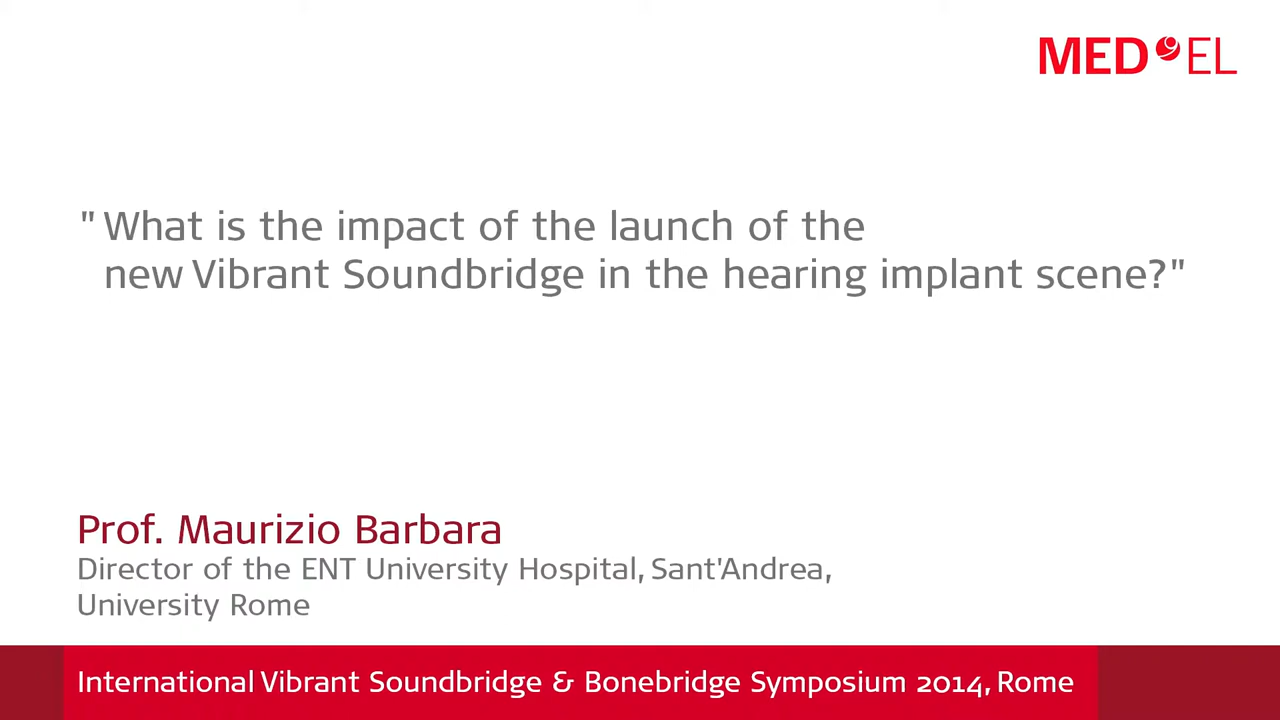 MED EL
" What is the impact of the launch of the
new Vibrant Soundbridge in the hearing implant scene?"
Prof. Maurizio Barbara
Director of the ENT University Hospital, Sant'Andrea,
University Rome
International Vibrant Soundbridge & Bonebridge Symposium 2014, Rome